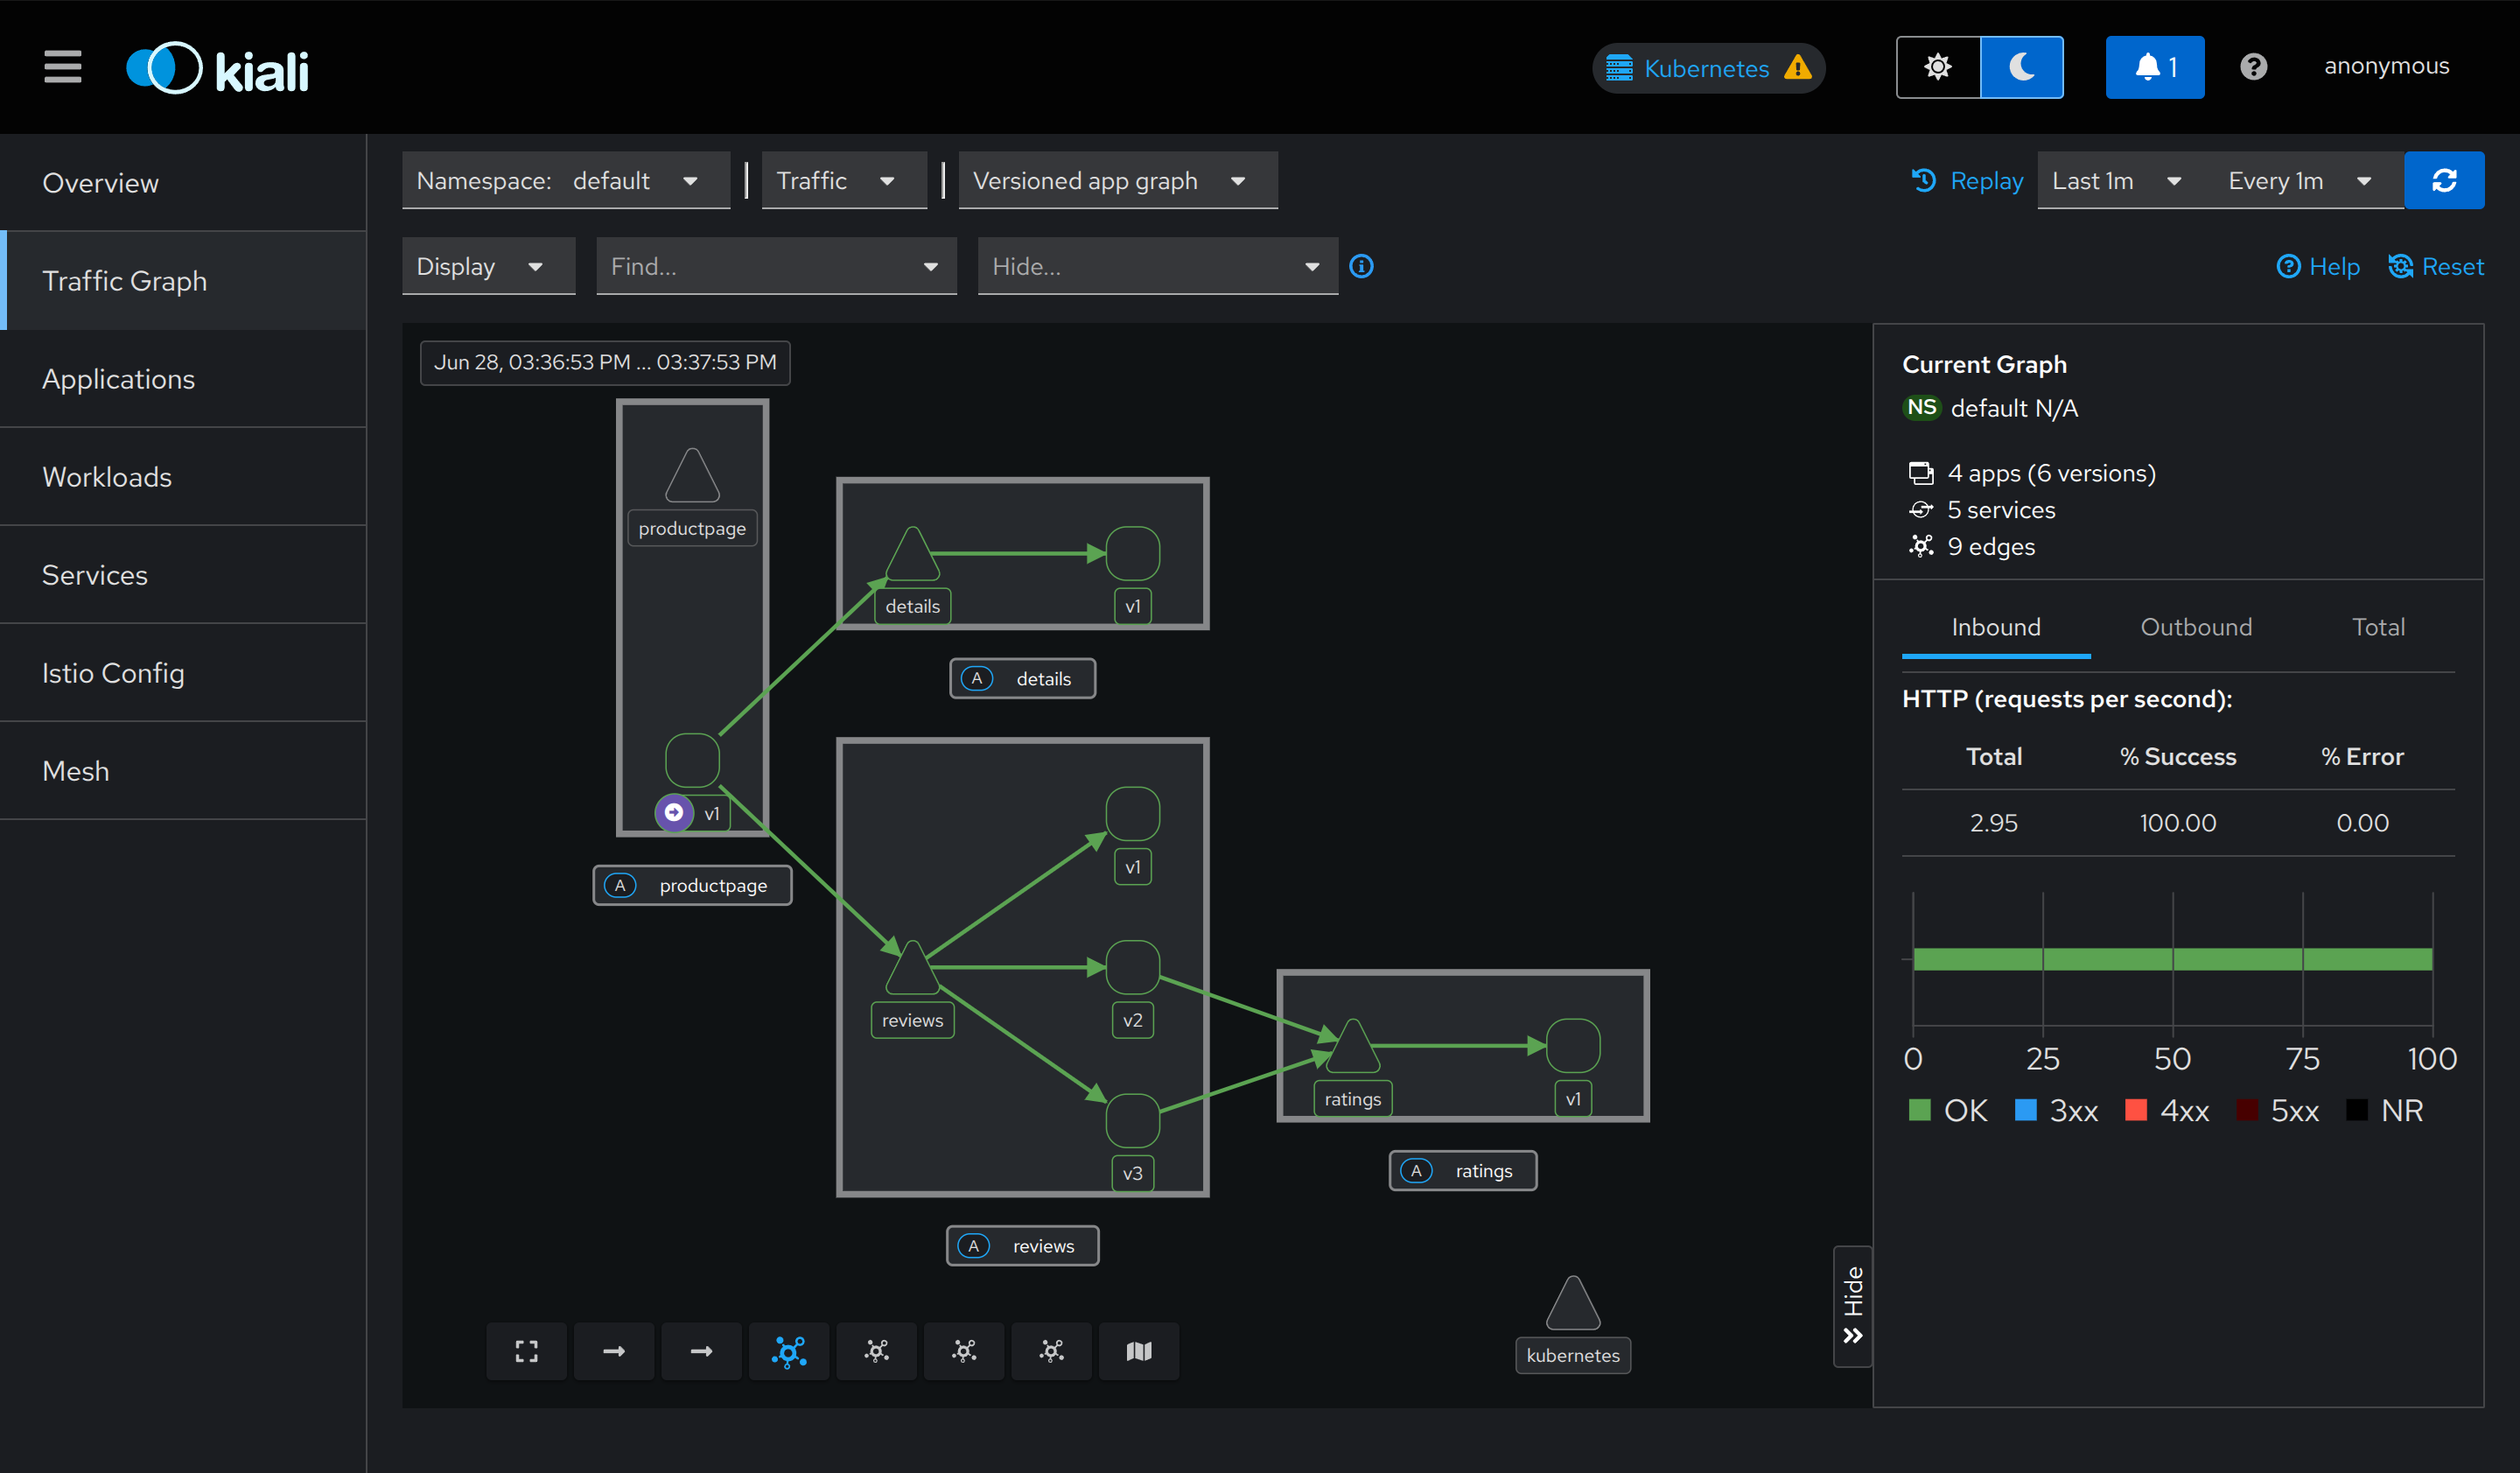 kiali
Kubernetes
1
anonymous
Overview
Traffic Graph
Applications
Workloads
Services
Istio Config
Mesh
Namespace: default
Traffic
Versioned app graph
Replay
Last 1m
Every 1m
Display
Find...
Hide...
Help
Reset
Jun 28, 03:36:53 PM ... 03:37:53 PM
productpage
details
v1
A details
v1
A productpage
v1
reviews
v2
v3
A reviews
ratings
v1
A ratings
kubernetes
Hide
Current Graph
NS default N/A
4 apps (6 versions)
5 services
9 edges
Inbound Outbound Total
HTTP (requests per second):
Total % Success % Error
2.95 100.00 0.00
0 25 50 75 100
OK 3xx 4xx 5xx NR